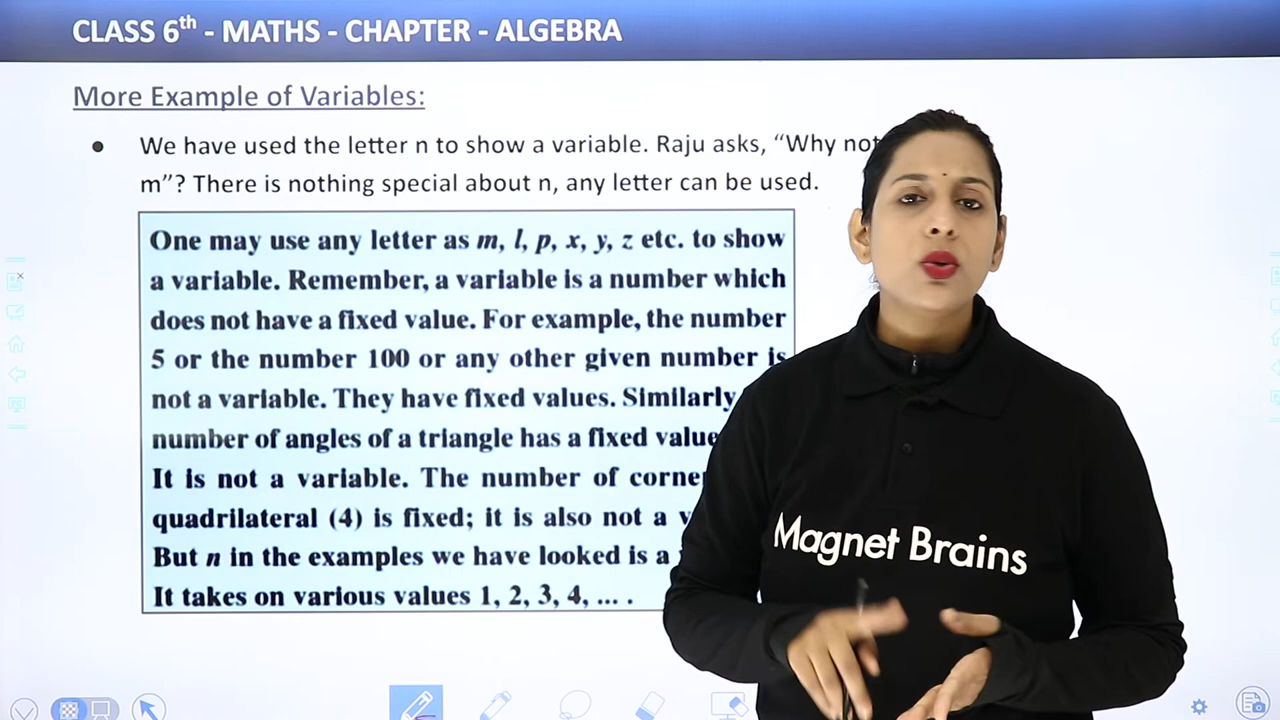 CLASS 6th - MATHS - CHAPTER - ALGEBRA
More Example of Variables:
● We have used the letter n to show a variable. Raju asks, “Why not
m”? There is nothing special about n, any letter can be used.
One may use any letter as m, l, p, x, y, z etc. to show
a variable. Remember, a variable is a number which
does not have a fixed value. For example, the number
5 or the number 100 or any other given number is
not a variable. They have fixed values. Similarly
number of angles of a triangle has a fixed value
It is not a variable. The number of
quadrilateral (4) is fixed; it is also not a
But n in the examples we have looked is a
It takes on various values 1, 2, 3, 4, ... .
Magnet Brains